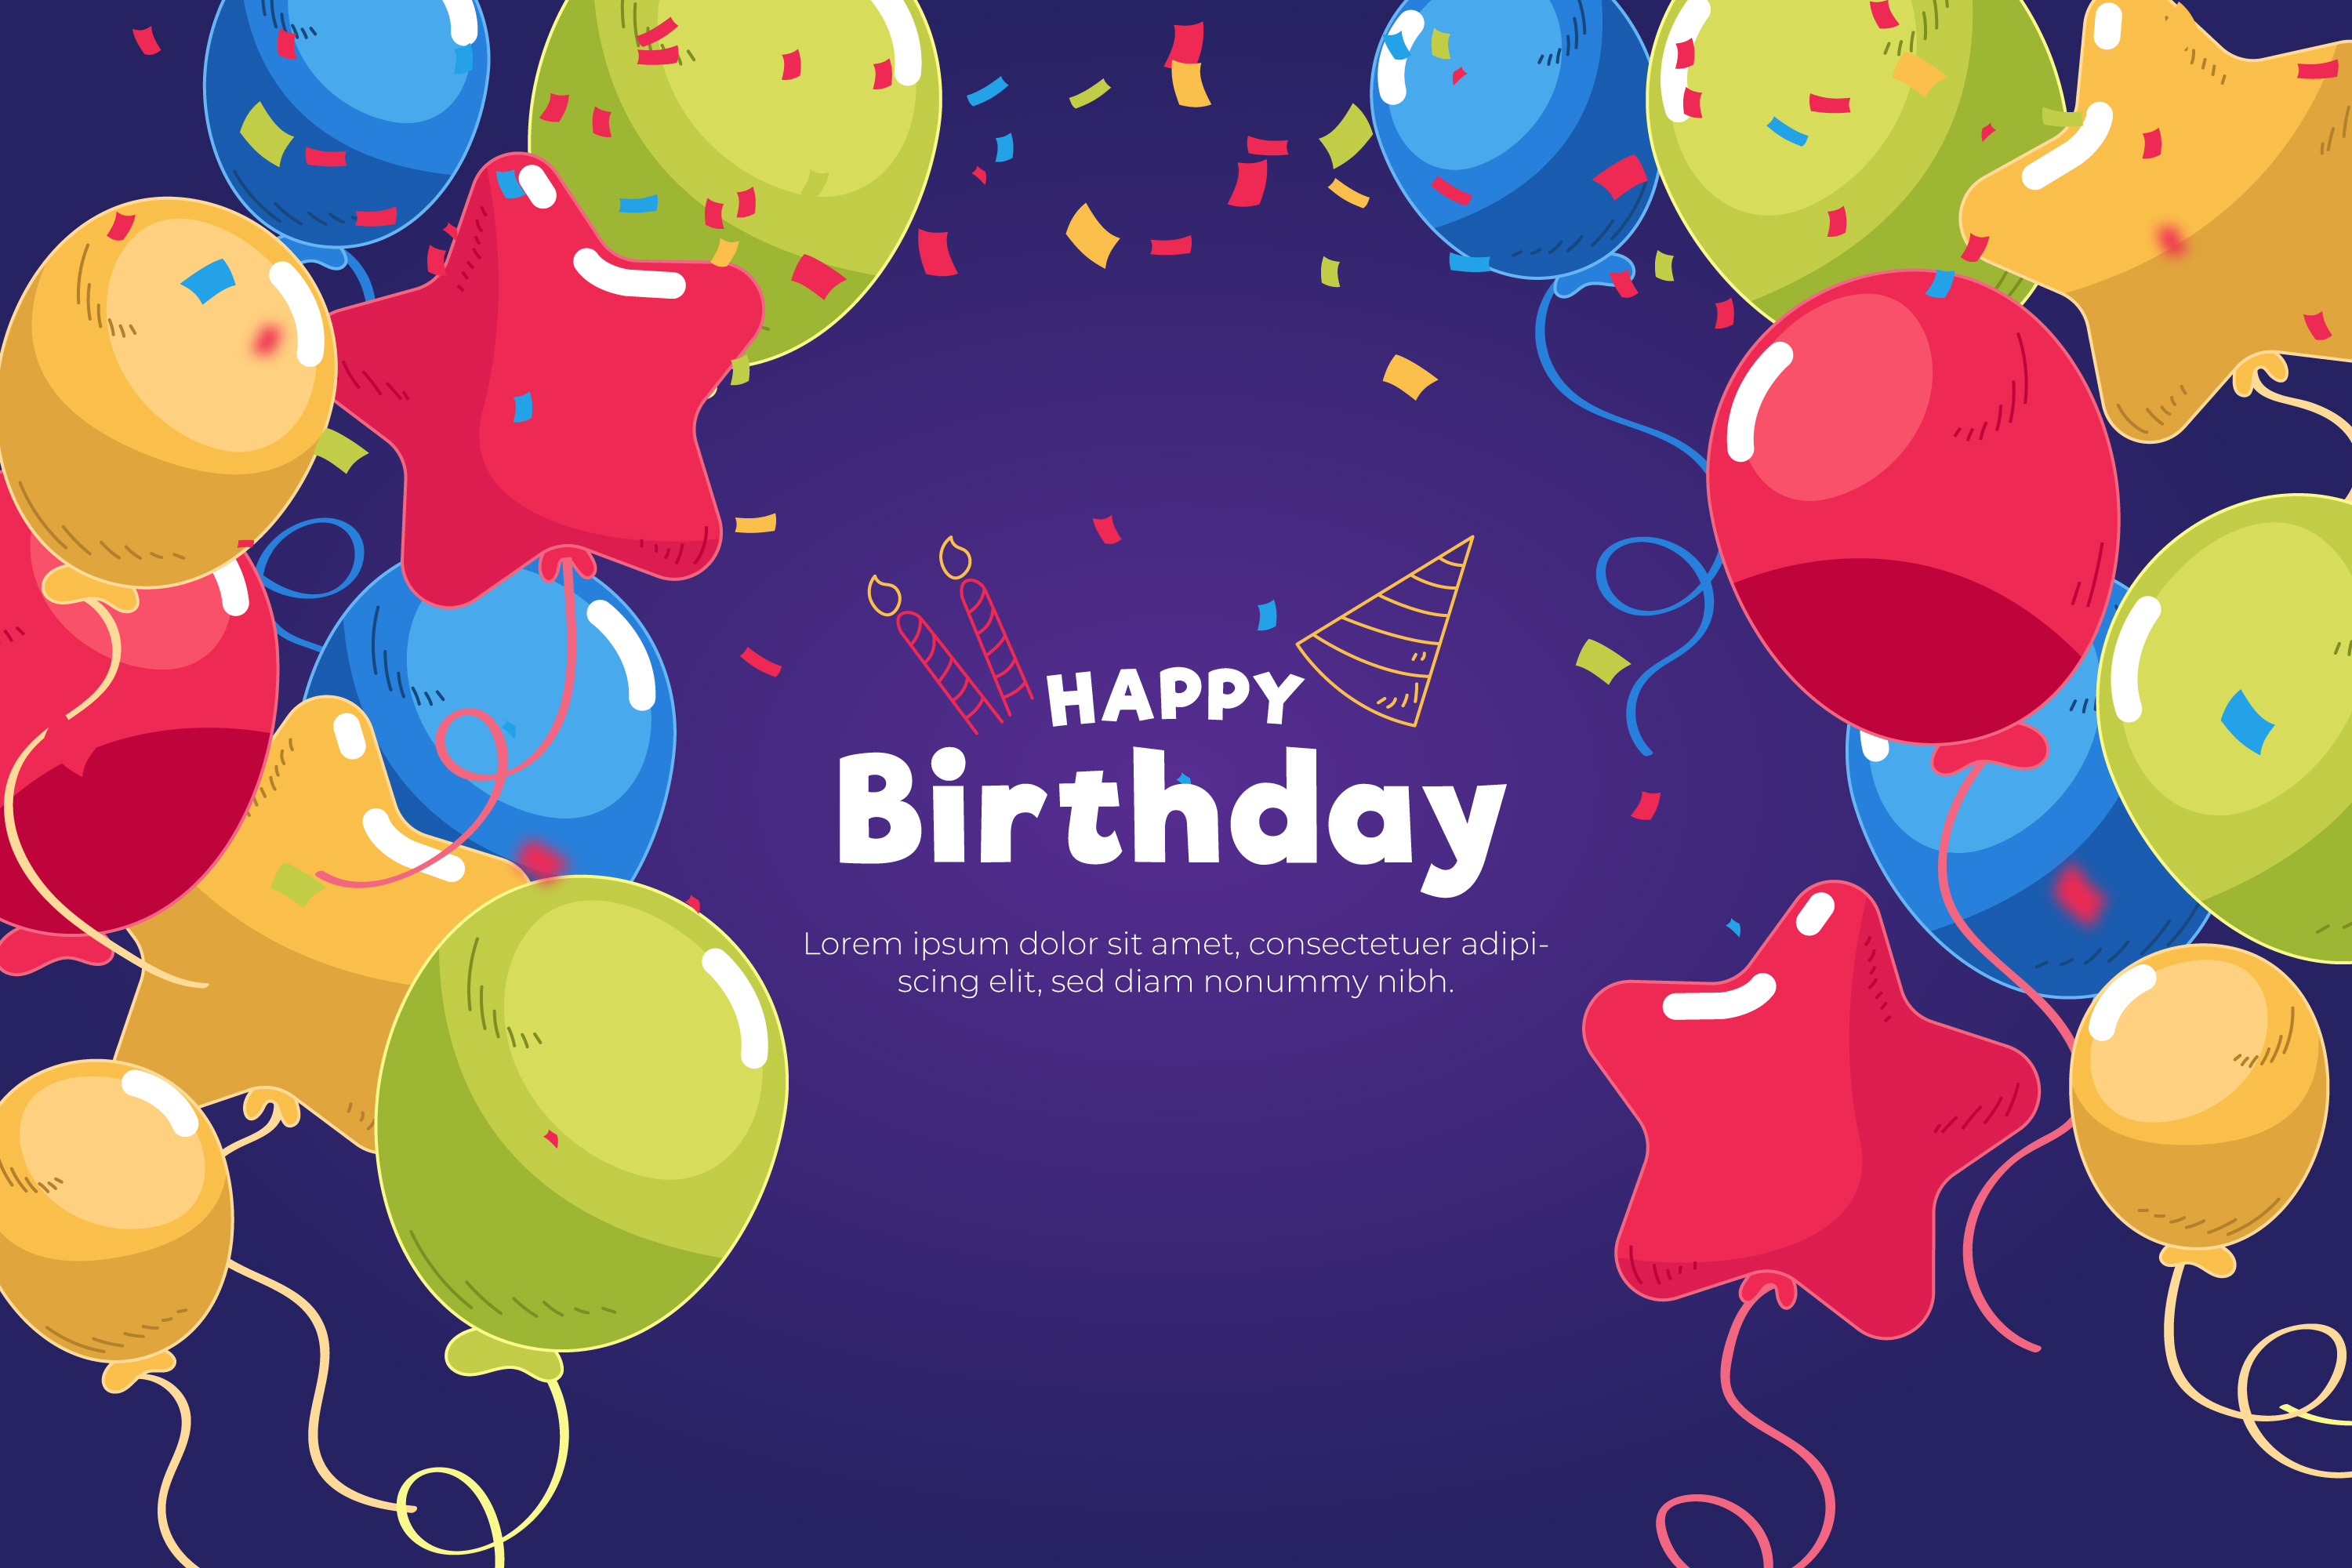 HAPPY
Birthday
Lorem ipsum dolor sit amet, consectetuer adipi-
scing elit, sed diam nonummy nibh.